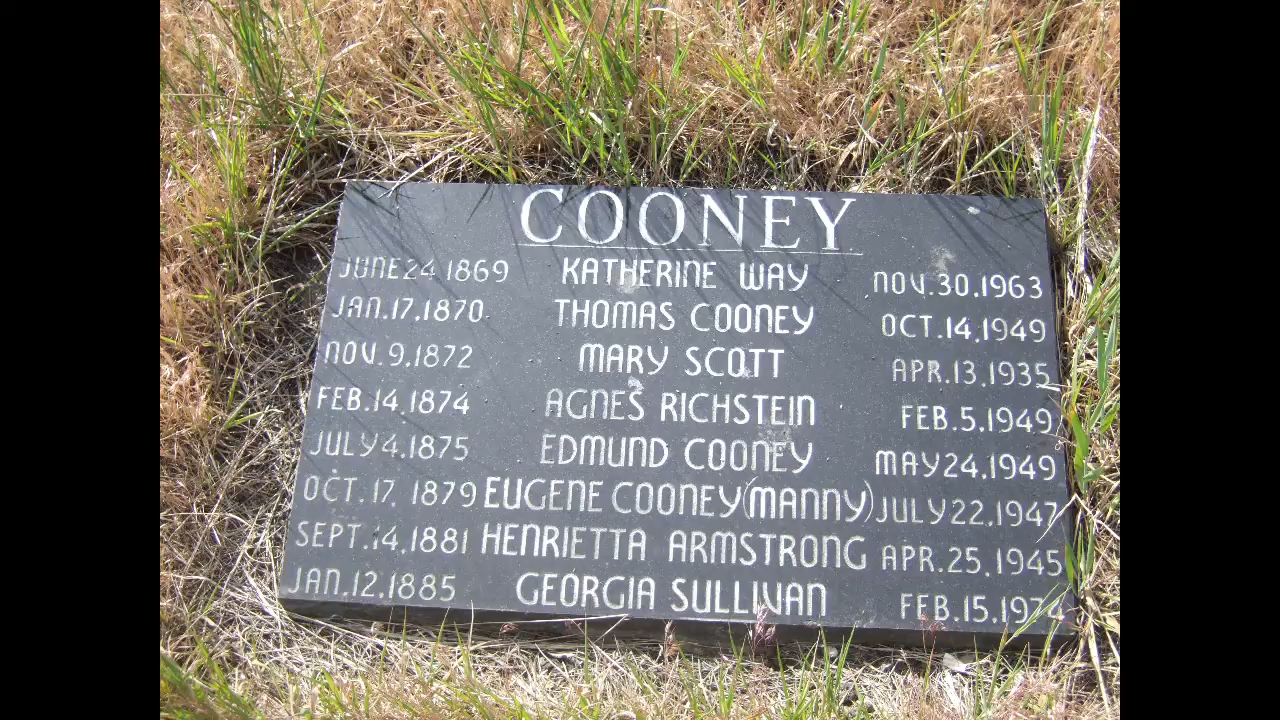 COONEY
JUNE 24 1869 KATHERINE WAY NOV.30.1963
JAN.17,1870 THOMAS COONEY OCT.14,1949
NOV.9,1872 MARY SCOTT APR.13,1935
FEB.14,1874 AGNES RICHSTEIN FEB.5,1949
JULY 4,1875 EDMUND COONEY MAY 24,1949
OCT.17, 1879 EUGENE COONEY (MANNY) JULY 22,1947
SEPT.14,1881 HENRIETTA ARMSTRONG APR.25,1945
JAN.12,1885 GEORGIA SULLIVAN FEB.15,1974